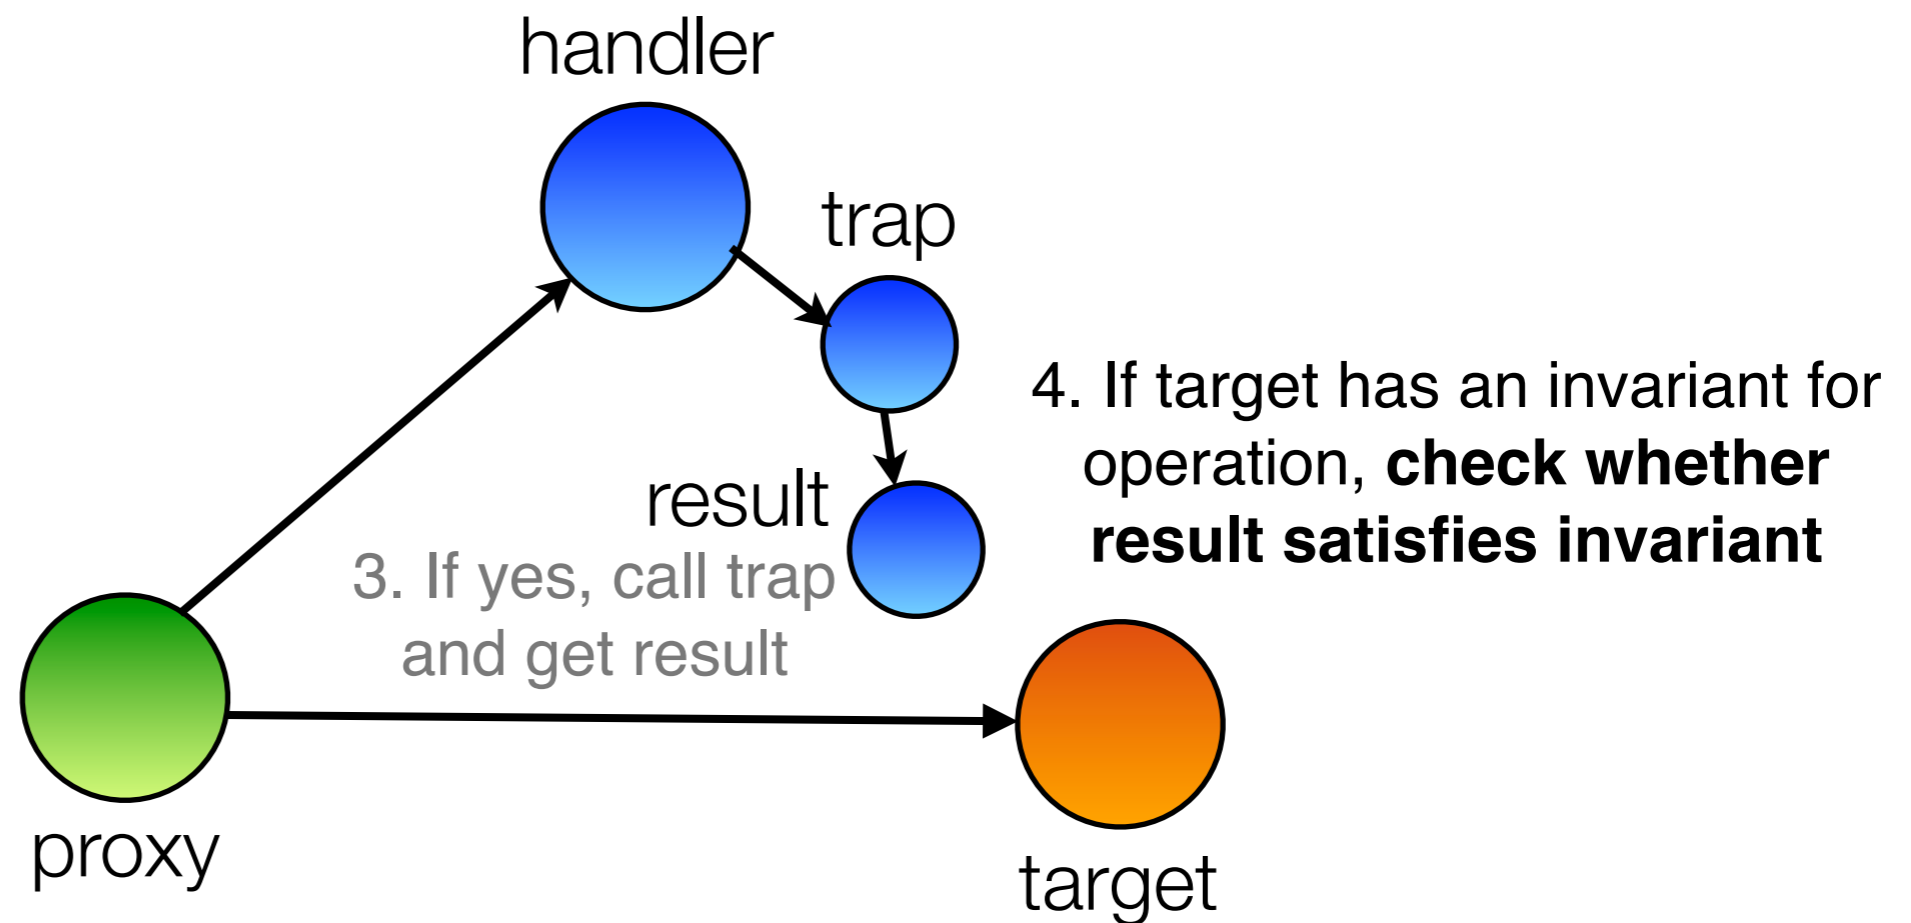 handler
trap
4. If target has an invariant for
operation, check whether
result satisfies invariant
result
3. If yes, call trap
and get result
proxy
target